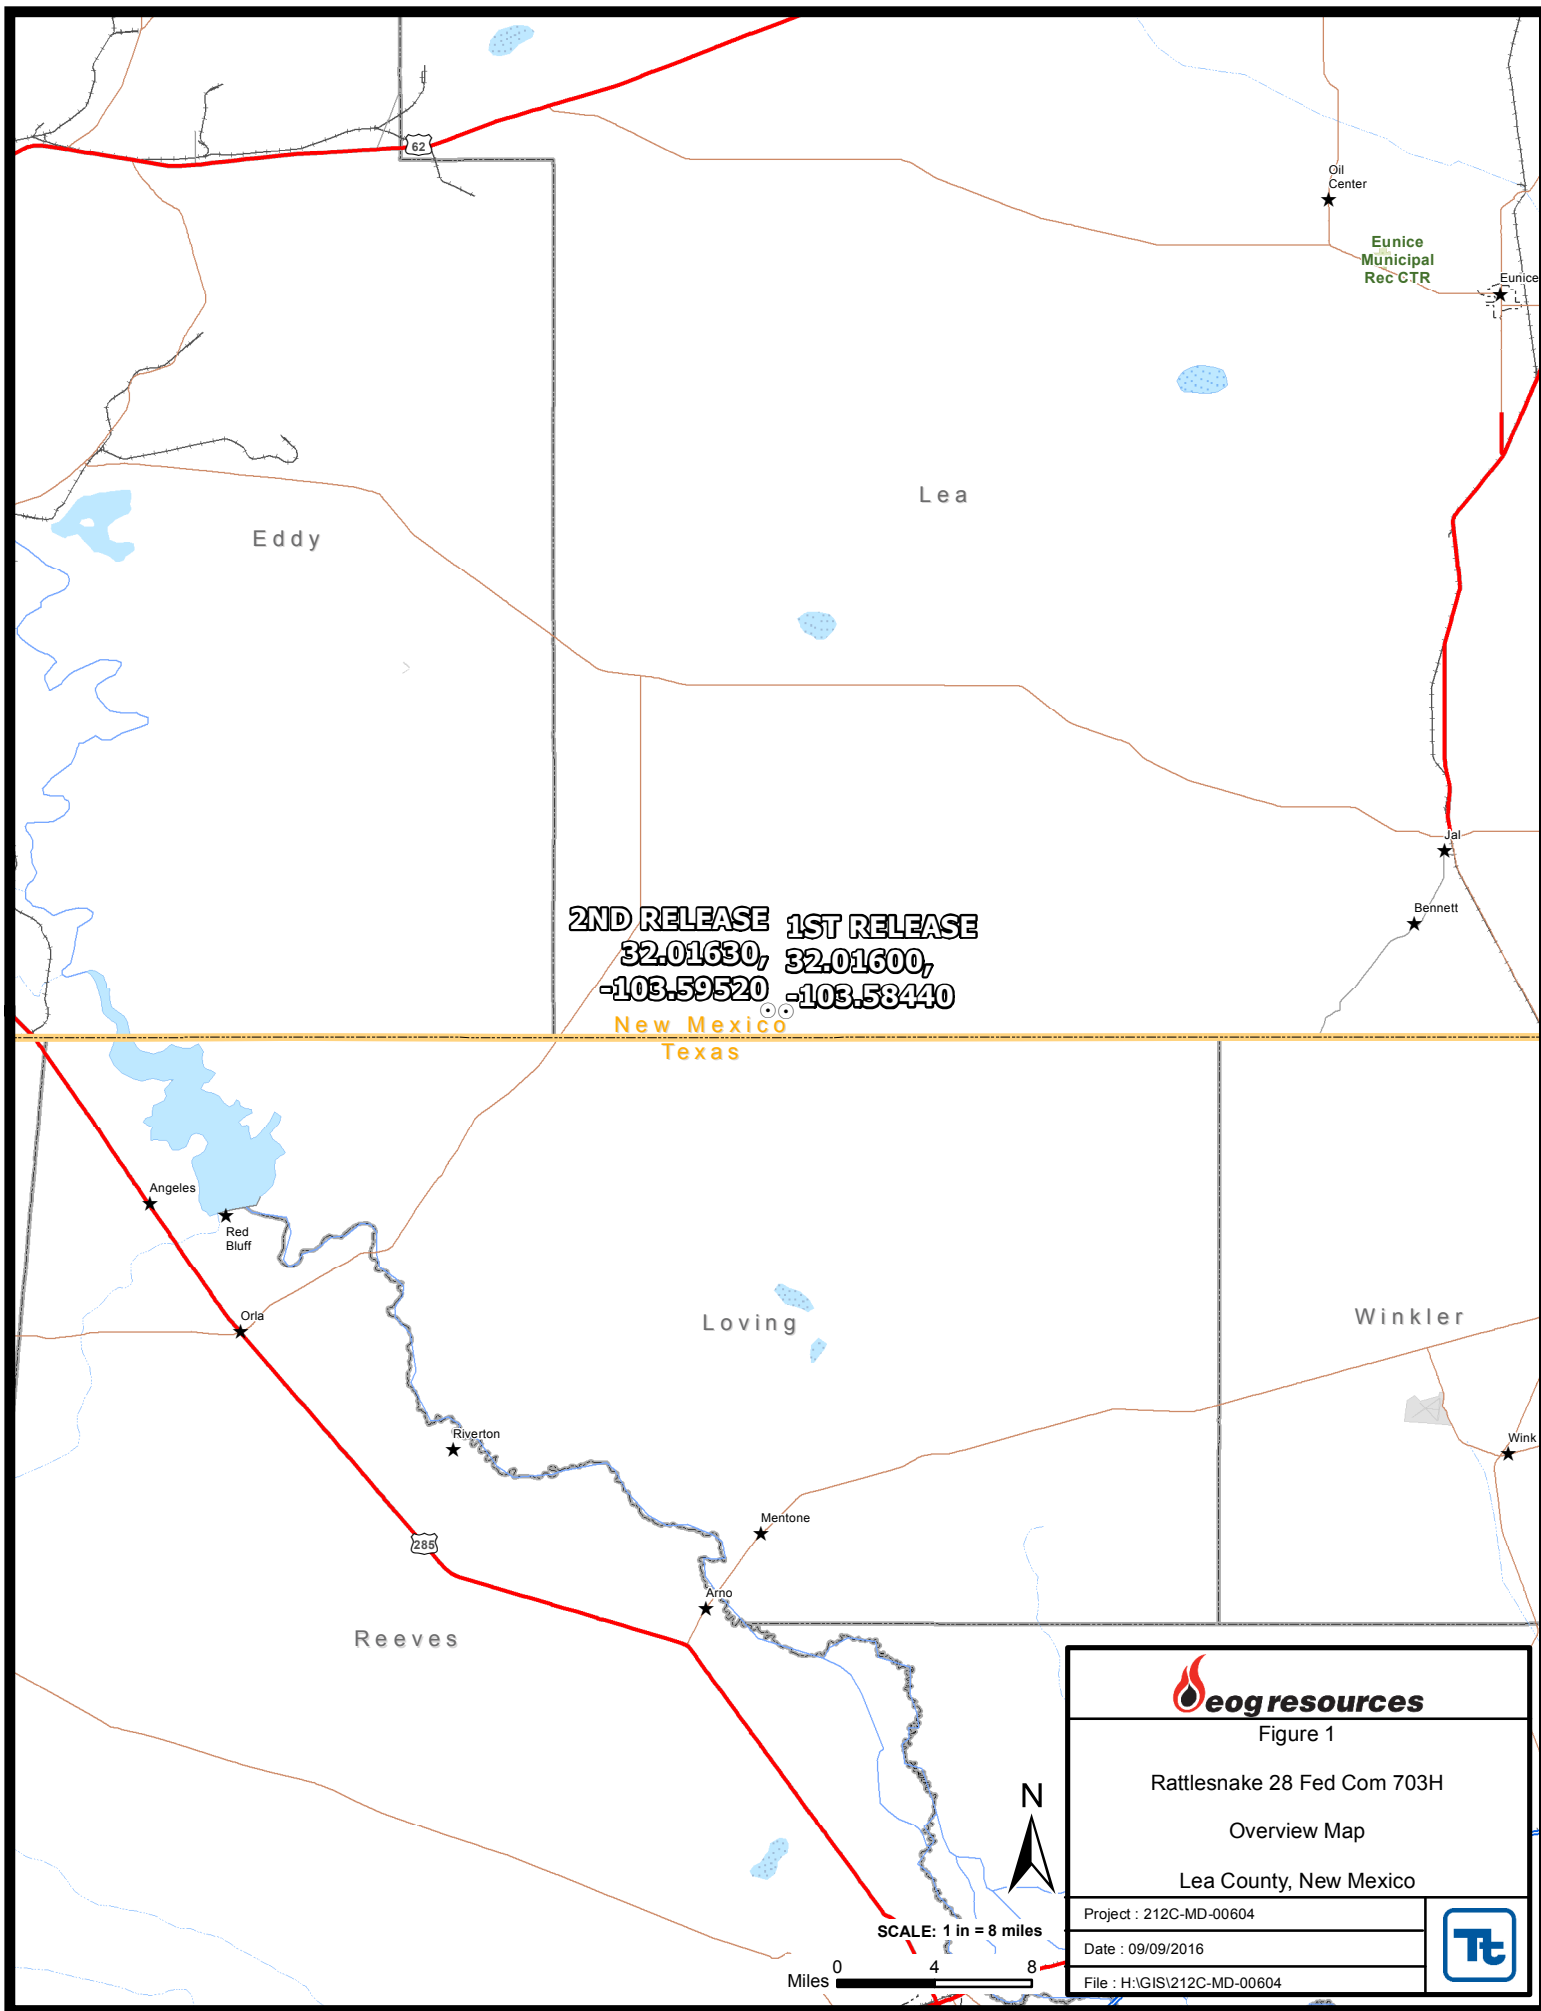 62
Oil
Center
Eunice
Municipal
Rec CTR
Eunice
Lea
Eddy
Jal
Bennett
2ND RELEASE
32.01630,
-103.59520
1ST RELEASE
32.01600,
-103.58440
New Mexico
Texas
Angeles
Red
Bluff
Orla
Loving
Winkler
Riverton
Wink
Mentone
285
Arno
Reeves
eog resources
Figure 1
Rattlesnake 28 Fed Com 703H
Overview Map
Lea County, New Mexico
Project : 212C-MD-00604
Date : 09/09/2016
File : H:\GIS\212C-MD-00604
Tt
N
SCALE: 1 in = 8 miles
Miles 0 4 8